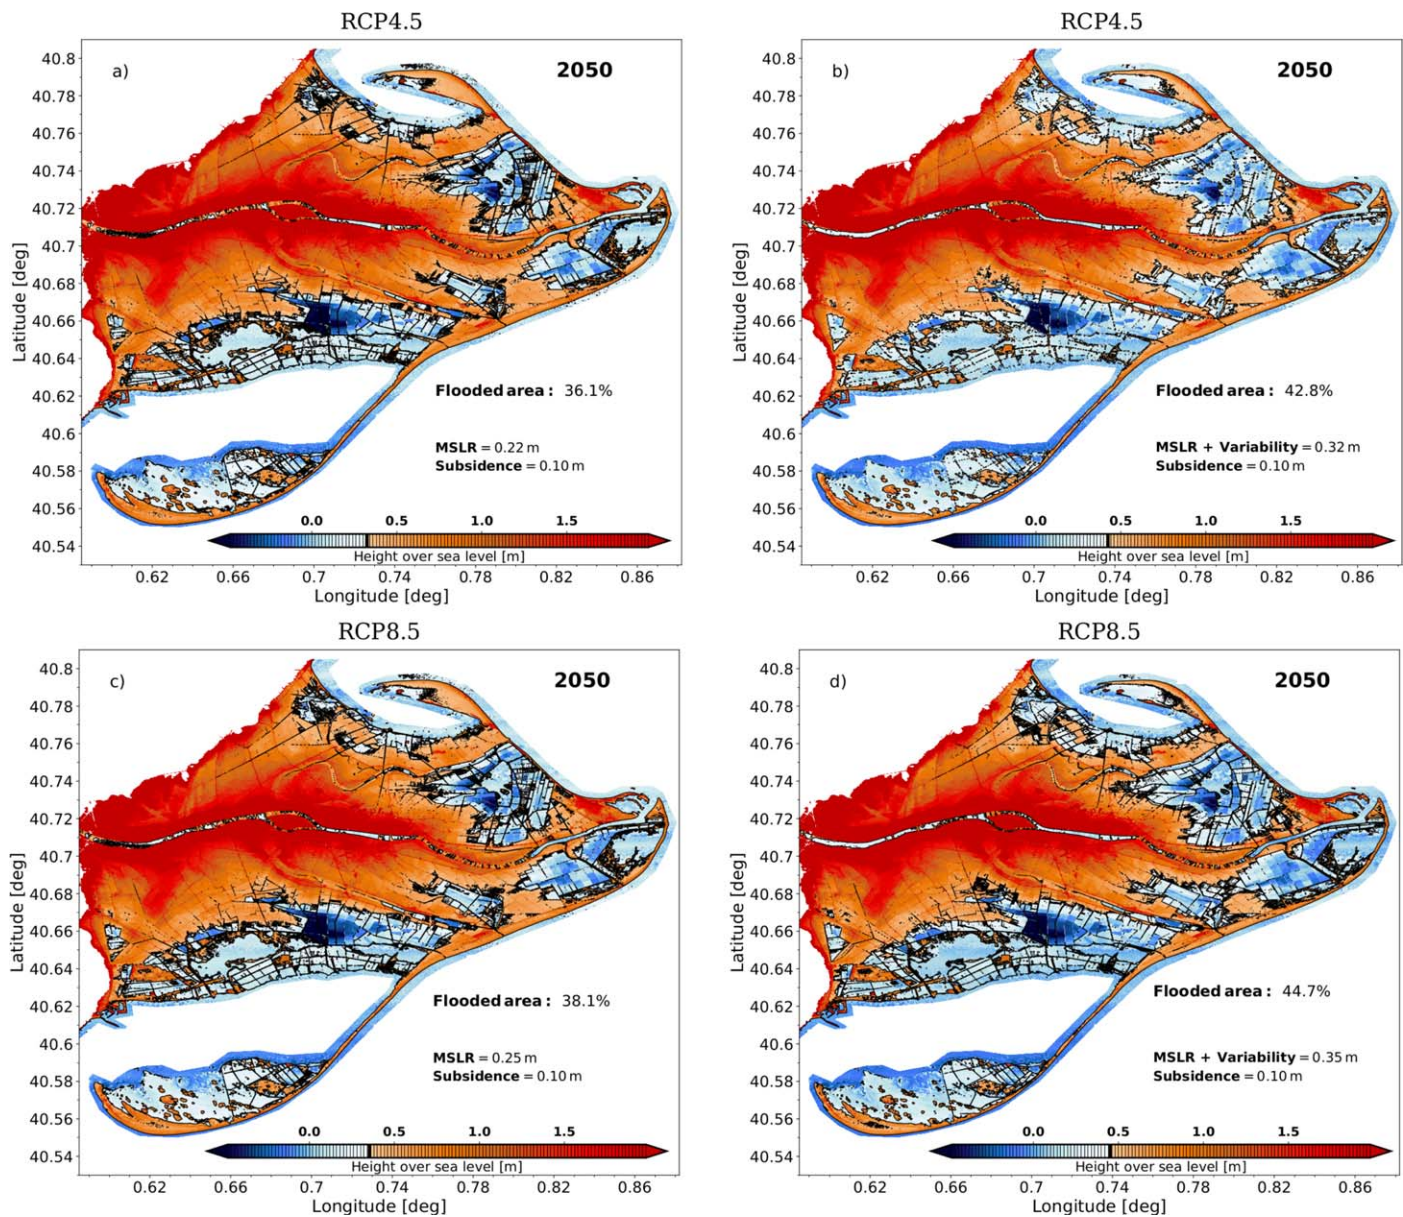 RCP4.5
a)
2050
40.8
40.78
40.76
40.74
40.72
40.7
40.68
40.66
40.64
40.62
40.6
40.58
40.56
40.54
Latitude [deg]
Flooded area : 36.1%
MSLR = 0.22 m
Subsidence = 0.10 m
0.0 0.5 1.0 1.5
Height over sea level [m]
0.62 0.66 0.7 0.74 0.78 0.82 0.86
Longitude [deg]
RCP4.5
b)
2050
40.8
40.78
40.76
40.74
40.72
40.7
40.68
40.66
40.64
40.62
40.6
40.58
40.56
40.54
Latitude [deg]
Flooded area : 42.8%
MSLR + Variability = 0.32 m
Subsidence = 0.10 m
0.0 0.5 1.0 1.5
Height over sea level [m]
0.62 0.66 0.7 0.74 0.78 0.82 0.86
Longitude [deg]
RCP8.5
c)
2050
40.8
40.78
40.76
40.74
40.72
40.7
40.68
40.66
40.64
40.62
40.6
40.58
40.56
40.54
Latitude [deg]
Flooded area : 38.1%
MSLR = 0.25 m
Subsidence = 0.10 m
0.0 0.5 1.0 1.5
Height over sea level [m]
0.62 0.66 0.7 0.74 0.78 0.82 0.86
Longitude [deg]
RCP8.5
d)
2050
40.8
40.78
40.76
40.74
40.72
40.7
40.68
40.66
40.64
40.62
40.6
40.58
40.56
40.54
Latitude [deg]
Flooded area : 44.7%
MSLR + Variability = 0.35 m
Subsidence = 0.10 m
0.0 0.5 1.0 1.5
Height over sea level [m]
0.62 0.66 0.7 0.74 0.78 0.82 0.86
Longitude [deg]